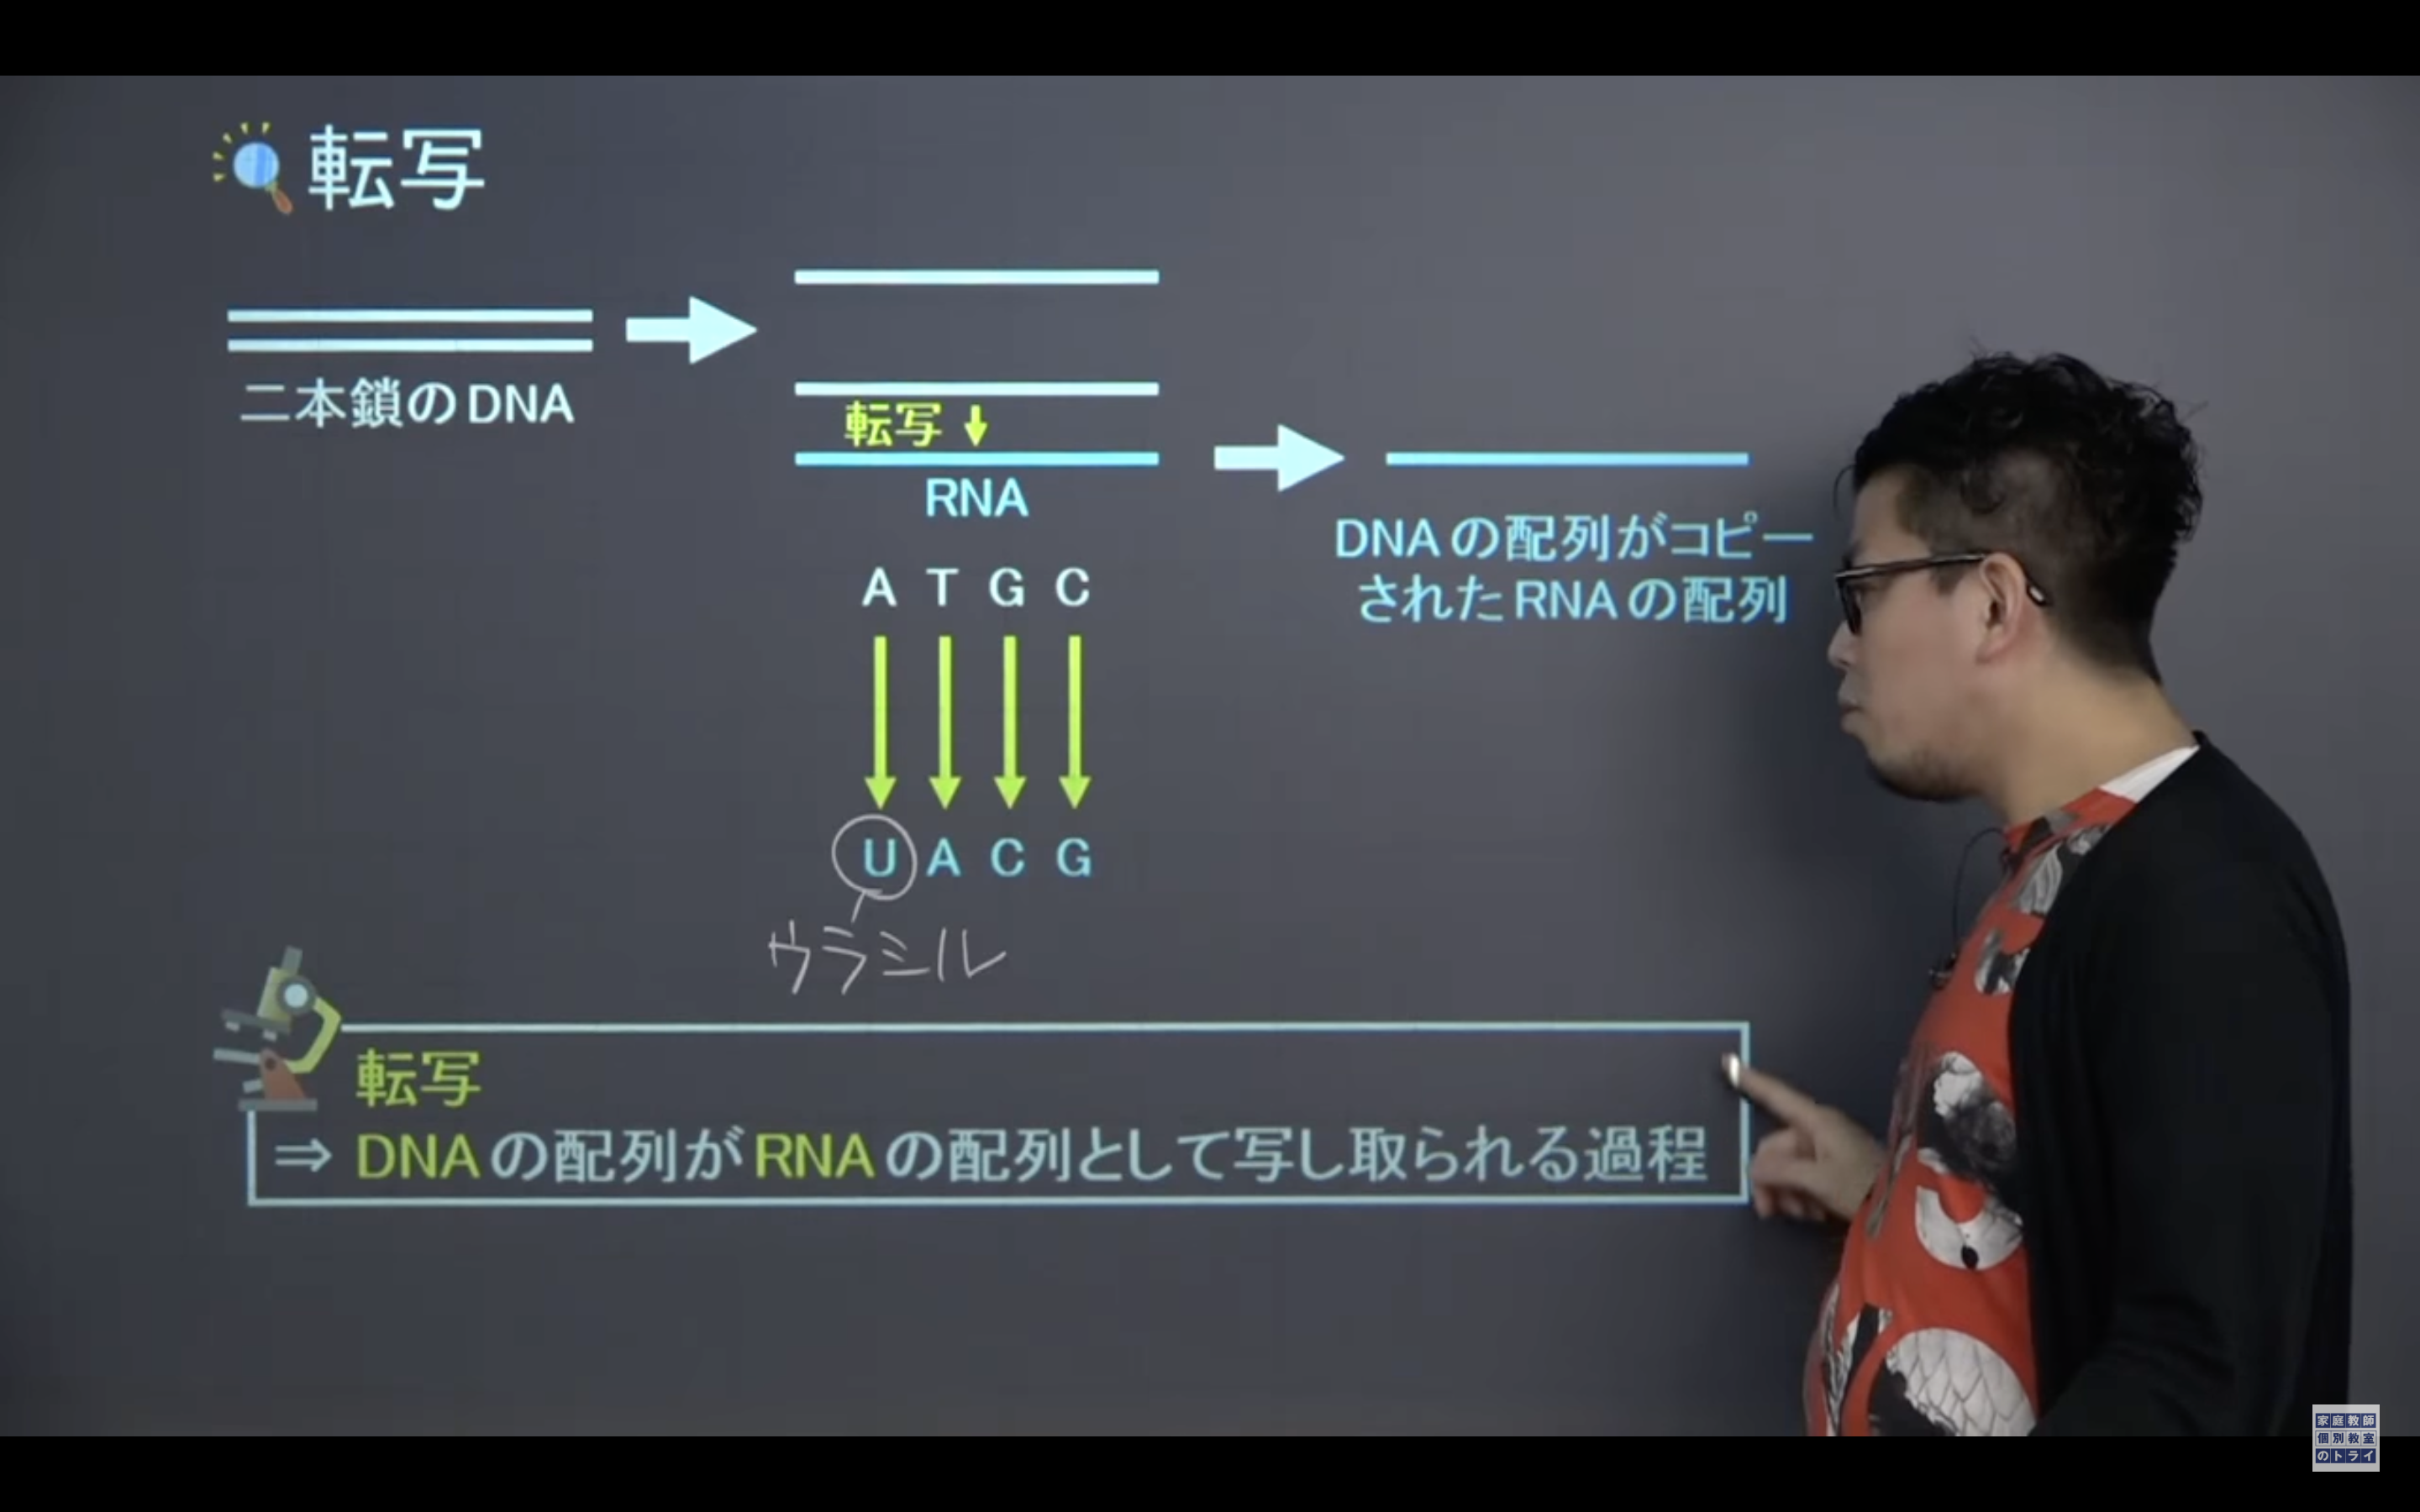 転写
二本鎖のDNA
転写
RNA
DNAの配列がコピー
されたRNAの配列
A T G C
U A C G
ウラシル
転写
⇒ DNAの配列がRNAの配列として写し取られる過程
家庭教師
個別教室
のトライ